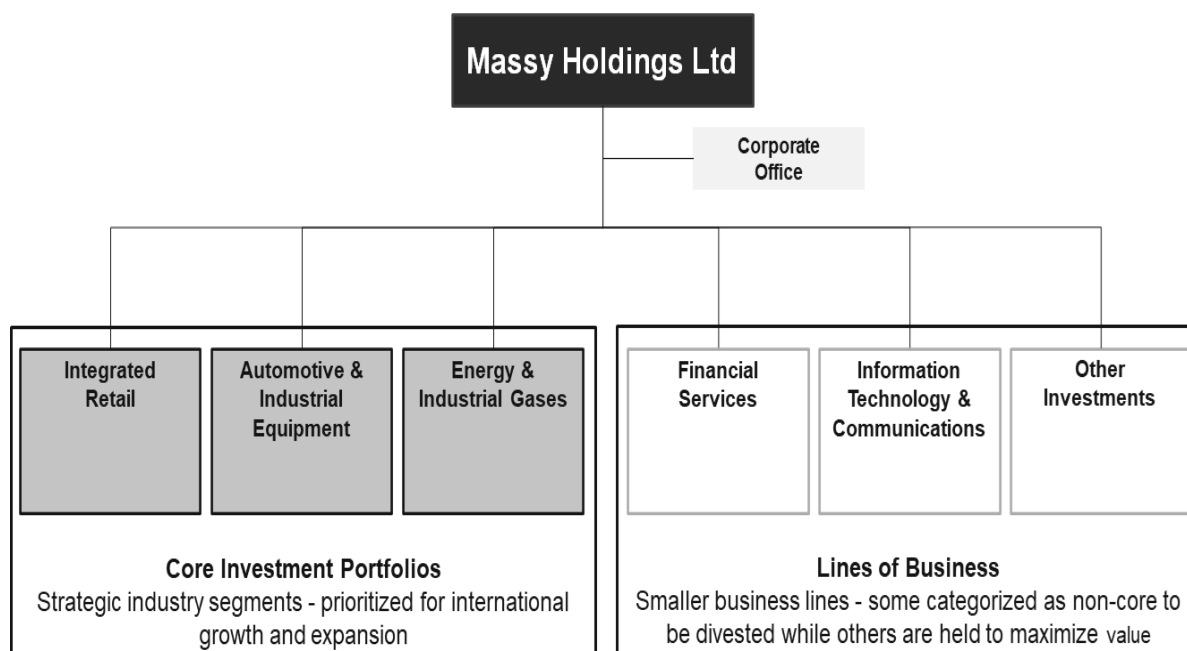 Massy Holdings Ltd
Corporate
Office
Integrated
Retail
Automotive &
Industrial
Equipment
Energy &
Industrial Gases
Financial
Services
Information
Technology &
Communications
Other
Investments
Core Investment Portfolios
Strategic industry segments - prioritized for international
growth and expansion
Lines of Business
Smaller business lines - some categorized as non-core to
be divested while others are held to maximize value